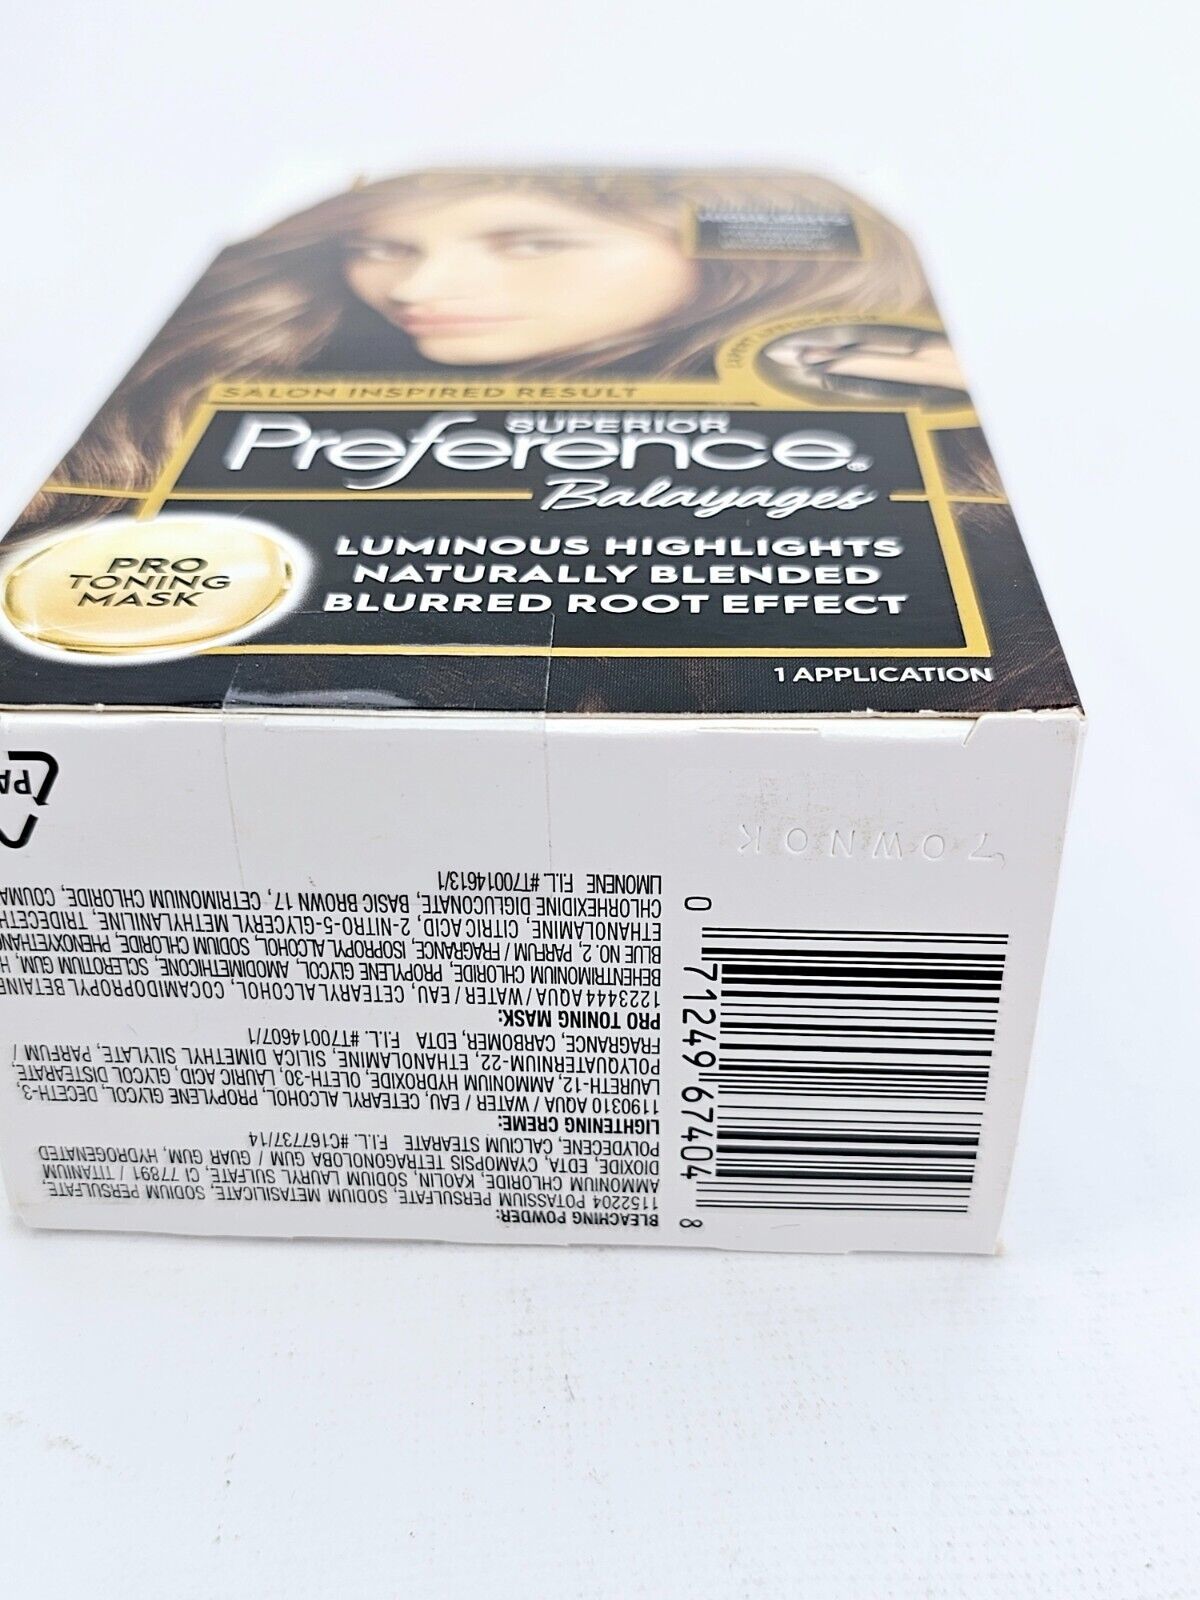 EXPERT APPLICATOR
SALON INSPIRED RESULT
SUPERIOR
Preference®
Balayages
PRO
TONING
MASK
LUMINOUS HIGHLIGHTS
NATURALLY BLENDED
BLURRED ROOT EFFECT
1 APPLICATION
PA
70WNOK
0 71249 67404 8
BLEACHING POWDER:
1152204 POTASSIUM PERSULFATE, SODIUM METASILICATE, SODIUM PERSULFATE,
AMMONIUM CHLORIDE, KAOLIN, SODIUM LAURYL SULFATE, CI 77891 / TITANIUM
DIOXIDE, EDTA, CYAMOPSIS TETRAGONOLOBA GUM / GUAR GUM, HYDROGENATED
POLYDECENE, CALCIUM STEARATE F.I.L. #C167737/14
LIGHTENING CREME:
1190310 AQUA / WATER / EAU, CETEARYL ALCOHOL, PROPYLENE GLYCOL, DECETH-3,
LAURETH-12, AMMONIUM HYDROXIDE, OLETH-30, LAURIC ACID, GLYCOL DISTEARATE,
POLYQUATERNIUM-22, ETHANOLAMINE, SILICA DIMETHYL SILYLATE, PARFUM /
FRAGRANCE, CARBOMER, EDTA F.I.L. #T70014607/1
PRO TONING MASK:
1223444 AQUA / WATER / EAU, CETEARYL ALCOHOL, COCAMIDOPROPYL BETAINE
BEHENTRIMONIUM CHLORIDE, PROPYLENE GLYCOL, AMODIMETHICONE, SCLEROTIUM GUM, H
BLUE NO. 2, PARFUM / FRAGRANCE, ISOPROPYL ALCOHOL, SODIUM CHLORIDE, PHENOXYETHANO
ETHANOLAMINE, CITRIC ACID, 2-NITRO-5-GLYCERYL METHYLANILINE, TRIDECETH
CHLORHEXIDINE DIGLUCONATE, BASIC BROWN 17, CETRIMONIUM CHLORIDE, COUMA
LIMONENE F.I.L. #T70014613/1